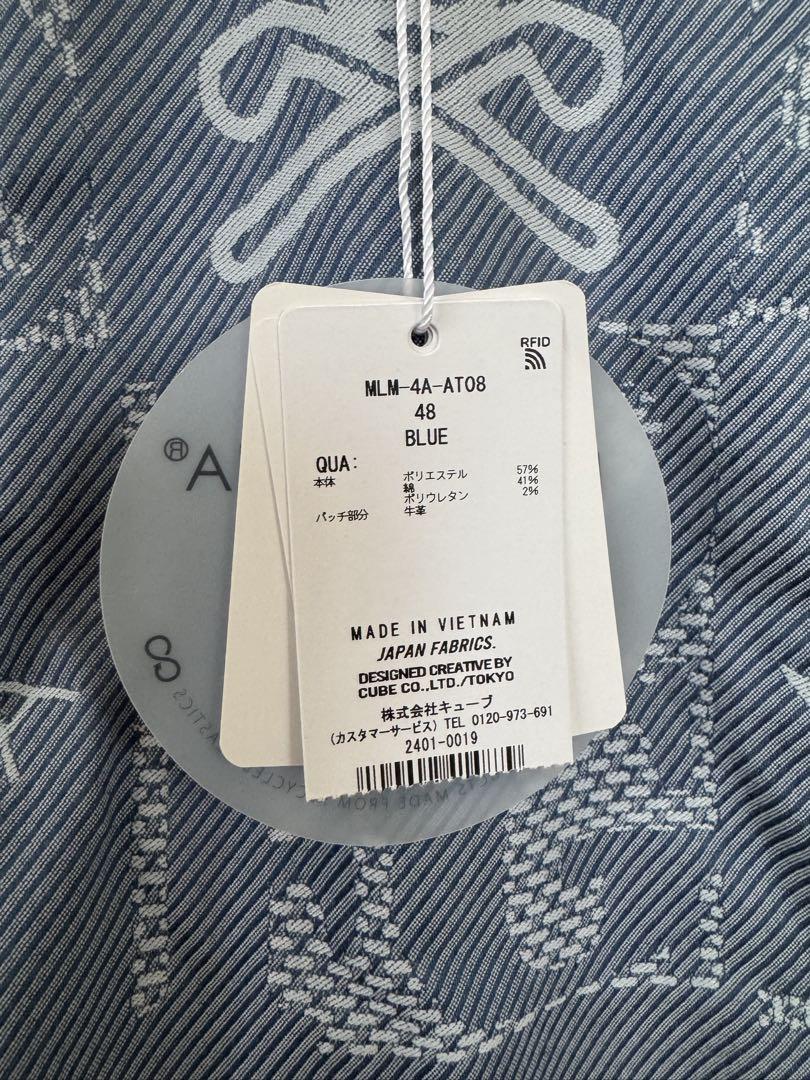 RFID
MLM-4A-AT08
48
BLUE
QUA:
本体 ポリエステル 57%
綿 41%
ポリウレタン 2%
パッチ部分 牛革
MADE IN VIETNAM
JAPAN FABRICS.
DESIGNED CREATIVE BY
CUBE CO.,LTD./TOKYO
株式会社キューブ
(カスタマーサービス) TEL 0120-973-691
2401-0019
A®